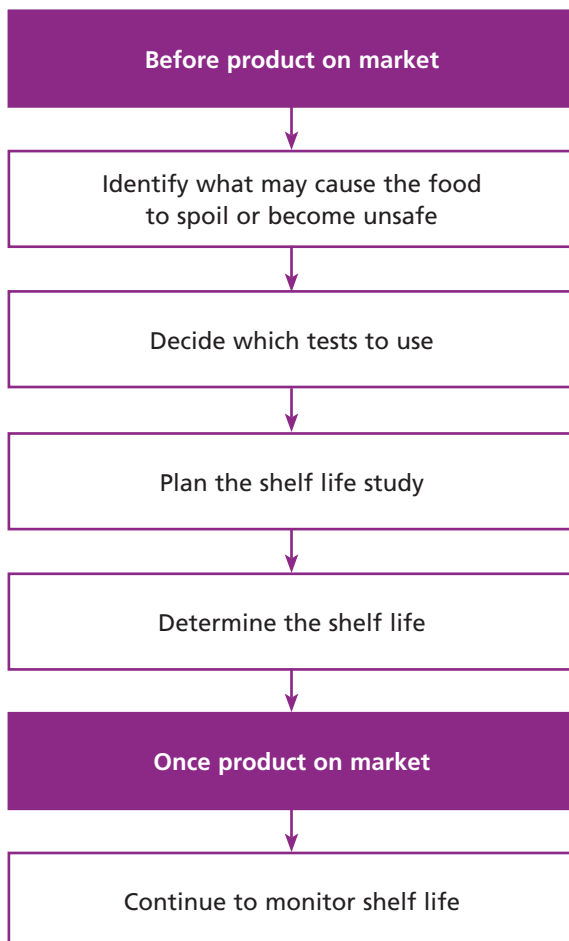 Before product on market
Identify what may cause the food
to spoil or become unsafe
Decide which tests to use
Plan the shelf life study
Determine the shelf life
Once product on market
Continue to monitor shelf life